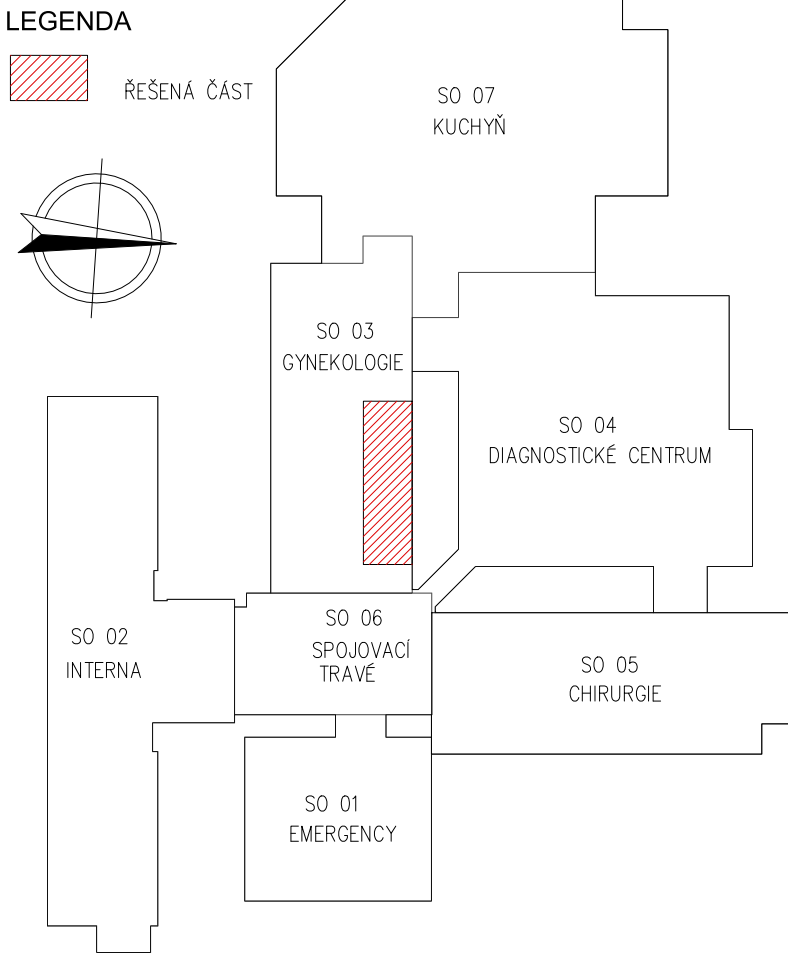 LEGENDA
ŘEŠENÁ ČÁST
SO 07
KUCHYŇ
SO 03
GYNEKOLOGIE
SO 04
DIAGNOSTICKÉ CENTRUM
SO 06
SPOJOVACÍ
TRAVÉ
SO 02
INTERNA
SO 05
CHIRURGIE
SO 01
EMERGENCY